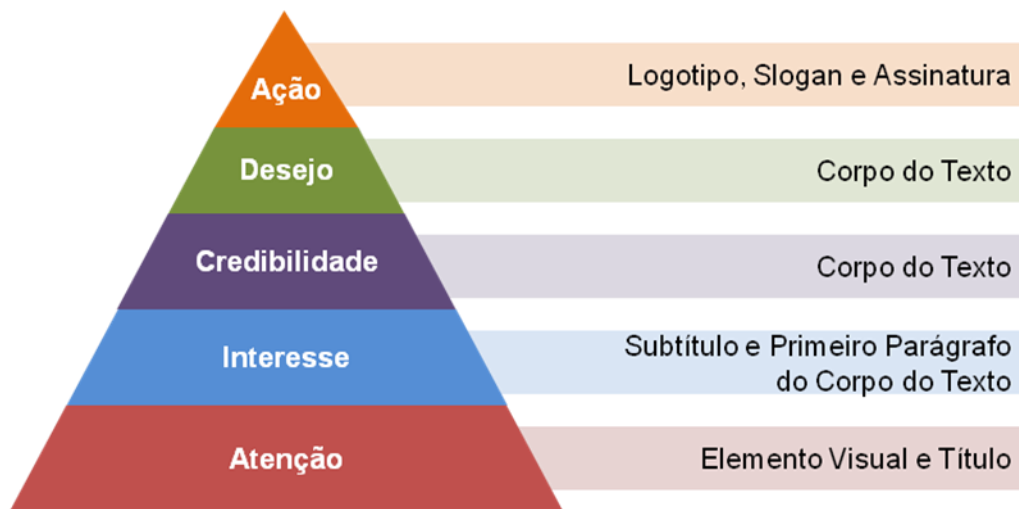 Ação
Logotipo, Slogan e Assinatura
Desejo
Corpo do Texto
Credibilidade
Corpo do Texto
Interesse
Subtítulo e Primeiro Parágrafo
do Corpo do Texto
Atenção
Elemento Visual e Título